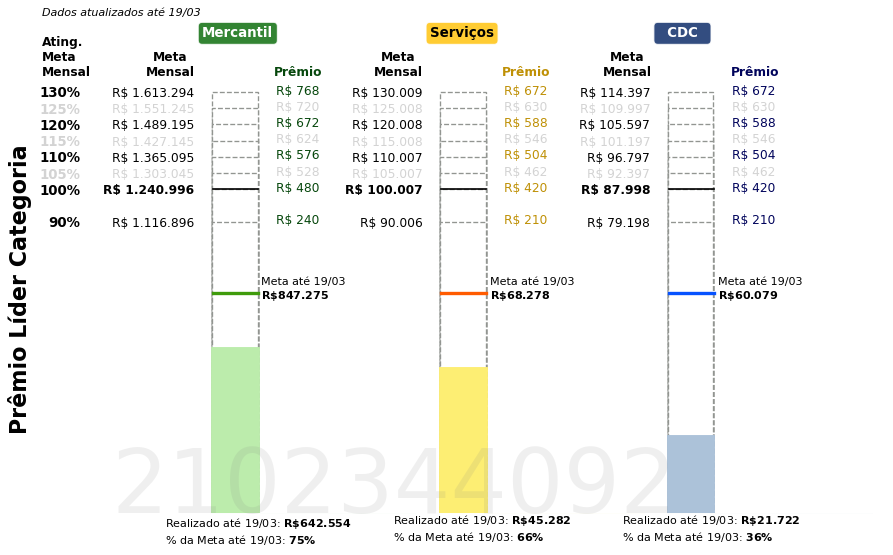 Dados atualizados até 19/03
Mercantil Serviços CDC
Ating.
Meta Meta Meta Meta
Mensal Mensal Prêmio Mensal Prêmio Mensal Prêmio
130% R$ 1.613.294 R$ 768 R$ 130.009 R$ 672 R$ 114.397 R$ 672
125% R$ 1.551.245 R$ 720 R$ 125.008 R$ 630 R$ 109.997 R$ 630
120% R$ 1.489.195 R$ 672 R$ 120.008 R$ 588 R$ 105.597 R$ 588
115% R$ 1.427.145 R$ 624 R$ 115.008 R$ 546 R$ 101.197 R$ 546
110% R$ 1.365.095 R$ 576 R$ 110.007 R$ 504 R$ 96.797 R$ 504
105% R$ 1.303.045 R$ 528 R$ 105.007 R$ 462 R$ 92.397 R$ 462
100% R$ 1.240.996 R$ 480 R$ 100.007 R$ 420 R$ 87.998 R$ 420
90% R$ 1.116.896 R$ 240 R$ 90.006 R$ 210 R$ 79.198 R$ 210
Meta até 19/03 Meta até 19/03 Meta até 19/03
R$847.275 R$68.278 R$60.079
Prêmio Líder Categoria
2102344092
Realizado até 19/03: R$642.554 Realizado até 19/03: R$45.282 Realizado até 19/03: R$21.722
% da Meta até 19/03: 75% % da Meta até 19/03: 66% % da Meta até 19/03: 36%